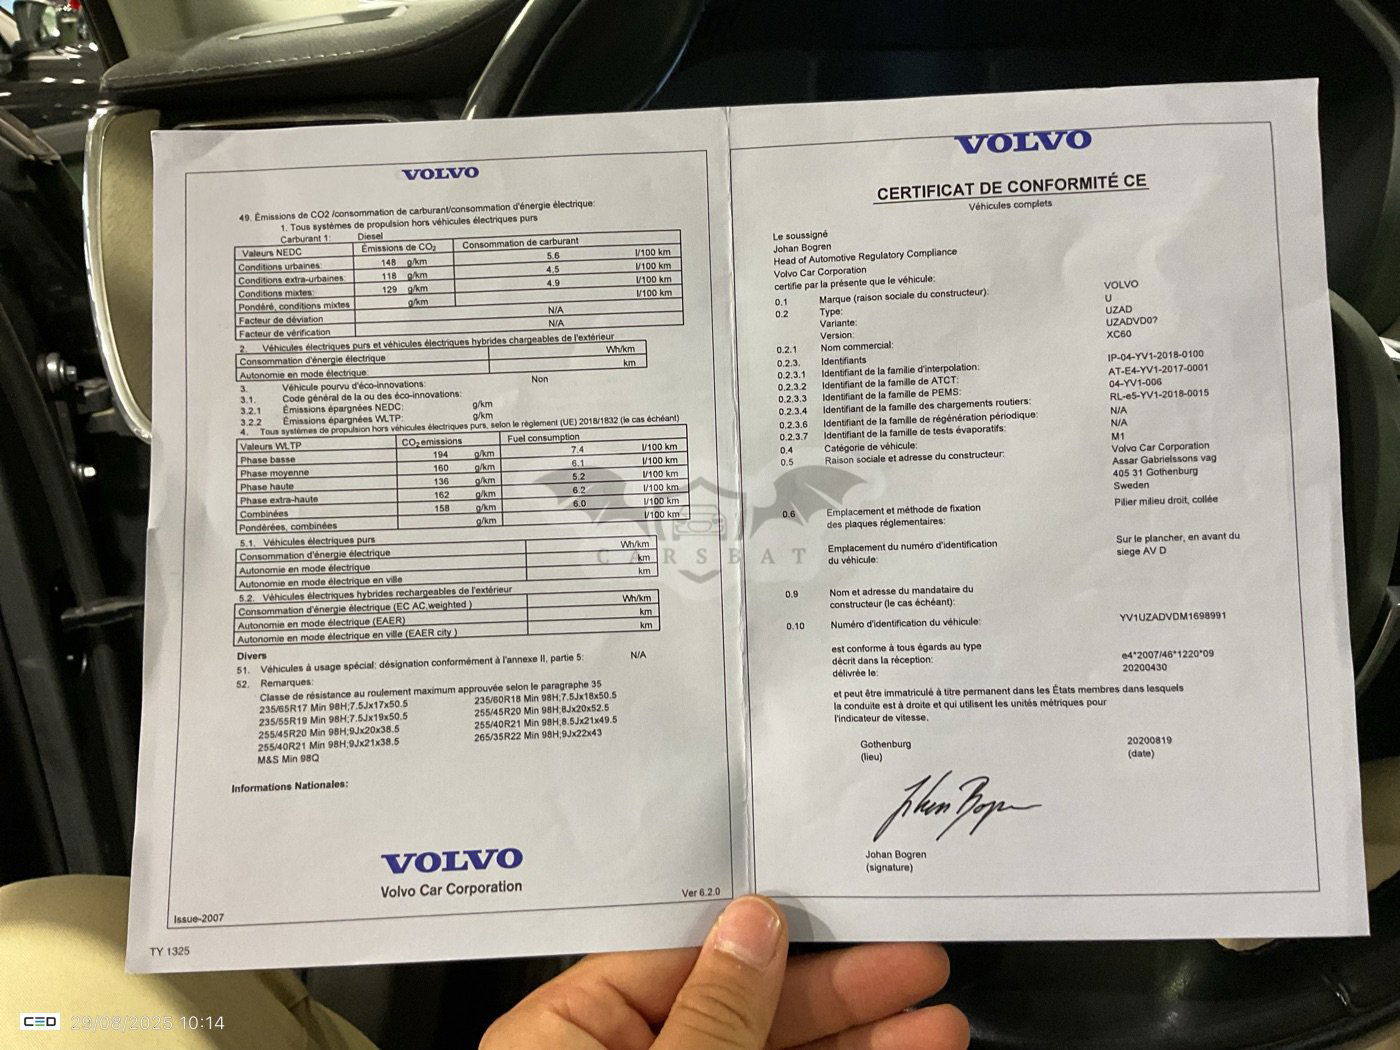 VOLVO
49. Émissions de CO2 /consommation de carburant/consommation d'énergie électrique:
1. Tous systèmes de propulsion hors véhicules électriques purs
Carburant 1: Diesel
Valeurs NEDC Émissions de CO₂ Consommation de carburant
Conditions urbaines: 148 g/km 5.6 l/100 km
Conditions extra-urbaines: 118 g/km 4.5 l/100 km
Conditions mixtes: 129 g/km 4.9 l/100 km
Pondéré, conditions mixtes g/km l/100 km
Facteur de déviation N/A
Facteur de vérification N/A
2. Véhicules électriques purs et véhicules électriques hybrides chargeables de l'extérieur
Consommation d'énergie électrique Wh/km
Autonomie en mode électrique: km
3. Véhicule pourvu d'éco-innovations: Non
3.1. Code général de la ou des éco-innovations:
3.2.1 Émissions épargnées NEDC: g/km
3.2.2 Émissions épargnées WLTP: g/km
4. Tous systèmes de propulsion hors véhicules électriques purs, selon le règlement (UE) 2018/1832 (le cas échéant)
Valeurs WLTP CO₂ emissions Fuel consumption
Phase basse 194 g/km 7.4 l/100 km
Phase moyenne 160 g/km 6.1 l/100 km
Phase haute 136 g/km 5.2 l/100 km
Phase extra-haute 162 g/km 6.2 l/100 km
Combinées 158 g/km 6.0 l/100 km
Pondérées, combinées g/km l/100 km
5.1. Véhicules électriques purs
Consommation d'énergie électrique Wh/km
Autonomie en mode électrique km
Autonomie en mode électrique en ville km
5.2. Véhicules électriques hybrides rechargeables de l'extérieur
Consommation d'énergie électrique (EC AC,weighted ) Wh/km
Autonomie en mode électrique (EAER) km
Autonomie en mode électrique en ville (EAER city ) km
Divers
51. Véhicules à usage spécial: désignation conformément à l'annexe II, partie 5: N/A
52. Remarques:
Classe de résistance au roulement maximum approuvée selon le paragraphe 35
235/65R17 Min 98H;7.5Jx17x50.5 235/60R18 Min 98H;7.5Jx18x50.5
235/55R19 Min 98H;7.5Jx19x50.5 255/45R20 Min 98H;8Jx20x52.5
255/45R20 Min 98H;9Jx20x38.5 255/40R21 Min 98H;8.5Jx21x49.5
255/40R21 Min 98H;9Jx21x38.5 265/35R22 Min 98H;9Jx22x43
M&S Min 98Q
Informations Nationales:
VOLVO
Volvo Car Corporation
Ver 6.2.0
Issue-2007
TY 1325
VOLVO
CERTIFICAT DE CONFORMITÉ CE
Véhicules complets
Le soussigné
Johan Bogren
Head of Automotive Regulatory Compliance
Volvo Car Corporation
certifie par la présente que le véhicule:
0.1 Marque (raison sociale du constructeur): VOLVO
0.2 Type: U
Variante: UZAD
Version: UZADVD0?
0.2.1 Nom commercial: XC60
0.2.3. Identifiants
0.2.3.1 Identifiant de la famille d'interpolation: IP-04-YV1-2018-0100
0.2.3.2 Identifiant de la famille de ATCT: AT-E4-YV1-2017-0001
0.2.3.3 Identifiant de la famille de PEMS: 04-YV1-006
0.2.3.4 Identifiant de la famille des chargements routiers: RL-e5-YV1-2018-0015
0.2.3.6 Identifiant de la famille de régénération périodique: N/A
0.2.3.7 Identifiant de la famille de tests évaporatifs: N/A
0.4 Catégorie de véhicule: M1
0.5 Raison sociale et adresse du constructeur: Volvo Car Corporation
Assar Gabrielssons vag
405 31 Gothenburg
Sweden
0.6 Emplacement et méthode de fixation Pilier milieu droit, collée
des plaques réglementaires:
Emplacement du numéro d'identification Sur le plancher, en avant du
du véhicule: siege AV D
0.9 Nom et adresse du mandataire du
constructeur (le cas échéant):
0.10 Numéro d'identification du véhicule: YV1UZADVDM1698991
est conforme à tous égards au type
décrit dans la réception: e4*2007/46*1220*09
délivrée le: 20200430
et peut être immatriculé à titre permanent dans les États membres dans lesquels
la conduite est à droite et qui utilisent les unités métriques pour
l'indicateur de vitesse.
Gothenburg 20200819
(lieu) (date)
Johan Bogren
Johan Bogren
(signature)
CARSBAT
CED 29/08/2025 10:14